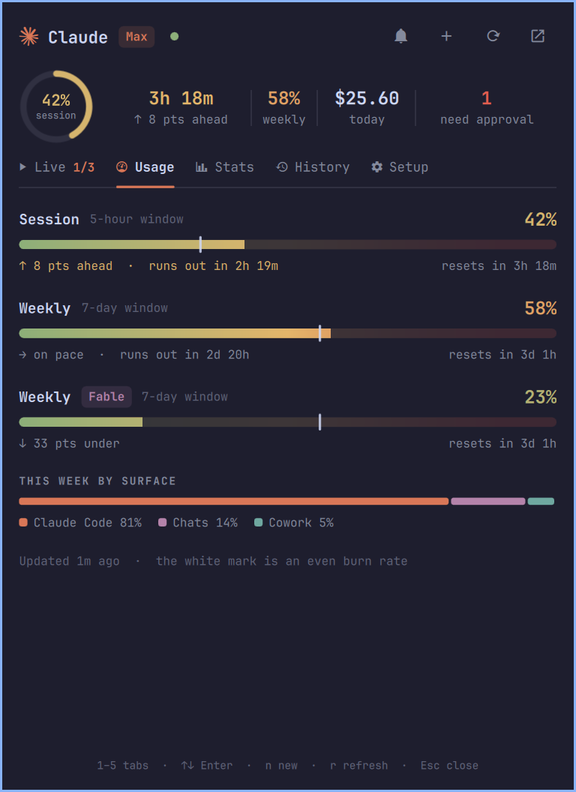 Claude Max
42%
session
3h 18m
↑ 8 pts ahead
58%
weekly
$25.60
today
1
need approval
Live 1/3 Usage Stats History Setup
Session 5-hour window 42%
↑ 8 pts ahead · runs out in 2h 19m resets in 3h 18m
Weekly 7-day window 58%
→ on pace · runs out in 2d 20h resets in 3d 1h
Weekly Fable 7-day window 23%
↓ 33 pts under resets in 3d 1h
THIS WEEK BY SURFACE
Claude Code 81% Chats 14% Cowork 5%
Updated 1m ago · the white mark is an even burn rate
1–5 tabs · ↑↓ Enter · n new · r refresh · Esc close